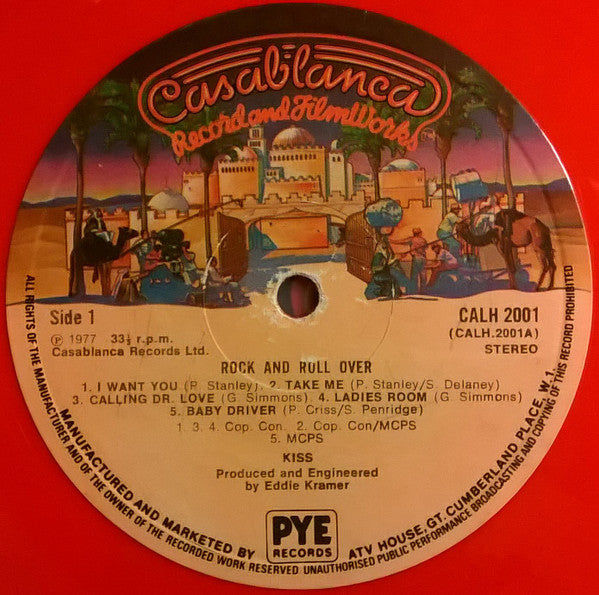 Casablanca
Record and FilmWorks
Side 1
℗ 1977 33⅓ r.p.m.
Casablanca Records Ltd.
CALH 2001
(CALH.2001A)
STEREO
ROCK AND RULL OVER
1. I WANT YOU (P. Stanley). 2. TAKE ME (P. Stanley/S. Delaney)
3. CALLING DR. LOVE (G. Simmons) 4. LADIES ROOM (G. Simmons)
5. BABY DRIVER (P. Criss/S. Penridge)
1. 3. 4. Cop. Con. 2. Cop. Con/MCPS
5. MCPS
KISS
Produced and Engineered
by Eddie Kramer
PYE
RECORDS
MANUFACTURED AND MARKETED BY
ATV HOUSE, GT. CUMBERLAND PLACE, W.1.
ALL RIGHTS OF THE MANUFACTURER AND OF THE OWNER OF THE RECORDED WORK RESERVED UNAUTHORISED PUBLIC PERFORMANCE BROADCASTING AND COPYING OF THIS RECORD PROHIBITED